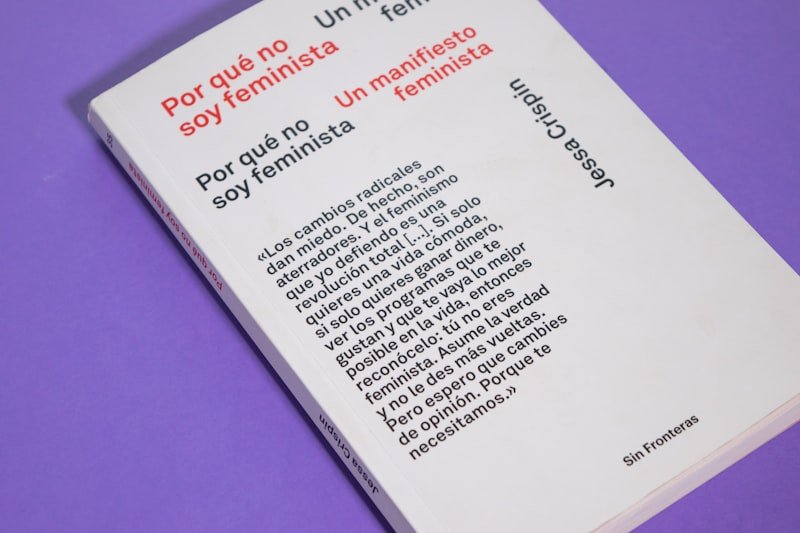 Un
fem
Por qué no
soy feminista
Un manifiesto
feminista
Por qué no
soy feminista
Jessa Crispin
«Los cambios radicales
dan miedo. De hecho, son
aterradores. Y el feminismo
que yo defiendo es una
revolución total [...]. Si solo
quieres una vida cómoda,
si solo quieres ganar dinero,
ver los programas que te
gustan y que te vaya lo mejor
posible en la vida, entonces
reconócelo: tú no eres
feminista. Asume la verdad
y no le des más vueltas.
Pero espero que cambies
de opinión. Porque te
necesitamos.»
Sin Fronteras
Por qué no soy feminista
Jessa Crispin